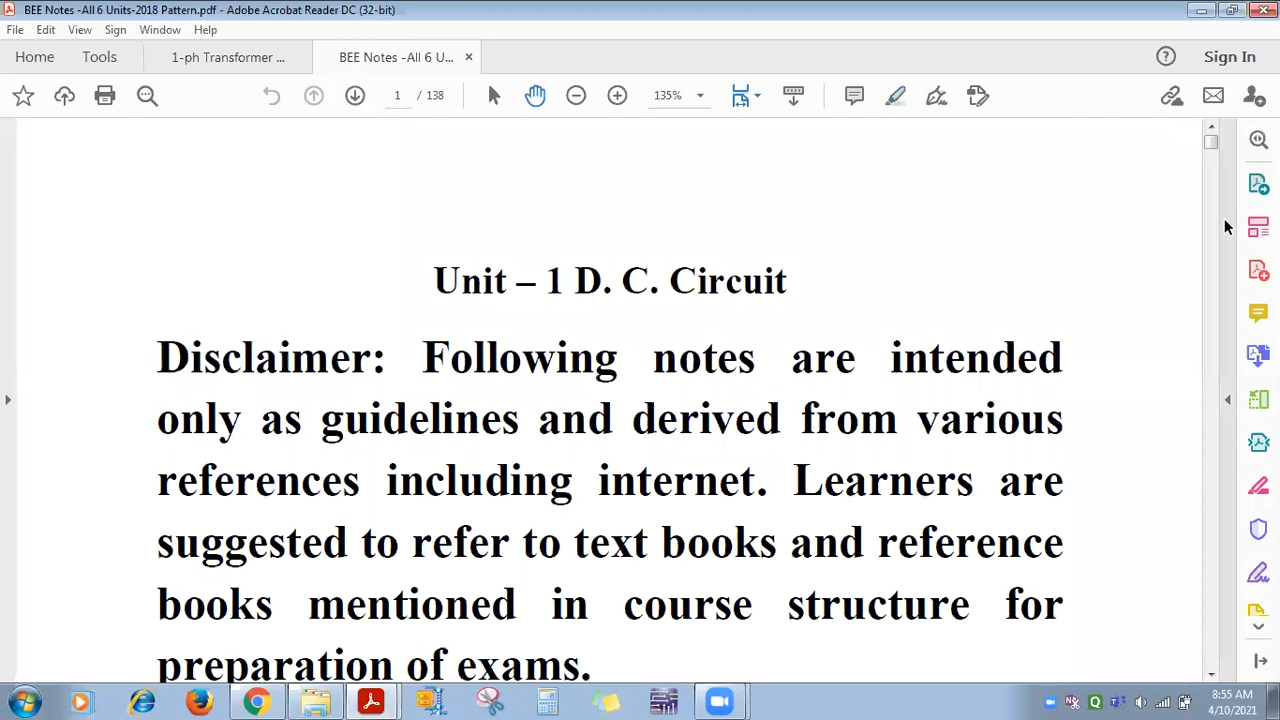 BEE Notes -All 6 Units-2018 Pattern.pdf - Adobe Acrobat Reader DC (32-bit)
File Edit View Sign Window Help
Home Tools 1-ph Transformer ... BEE Notes -All 6 U... × Sign In
1 / 138 135%
Unit – 1 D. C. Circuit
Disclaimer: Following notes are intended
only as guidelines and derived from various
references including internet. Learners are
suggested to refer to text books and reference
books mentioned in course structure for
preparation of exams.
8:55 AM
4/10/2021